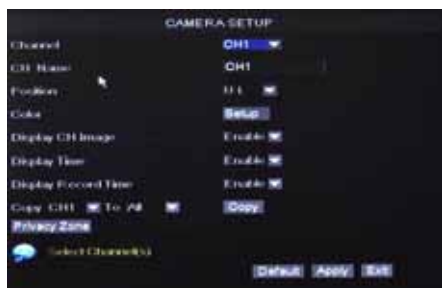 CAMERA SETUP
Channel CH1
CH Name CH1
Position
Color Setup
Display CH Image Enable
Display Time Enable
Display Record Time Enable
Copy CH1 To All Copy
Privacy Zone
Select Channel(s)
Default Apply Exit